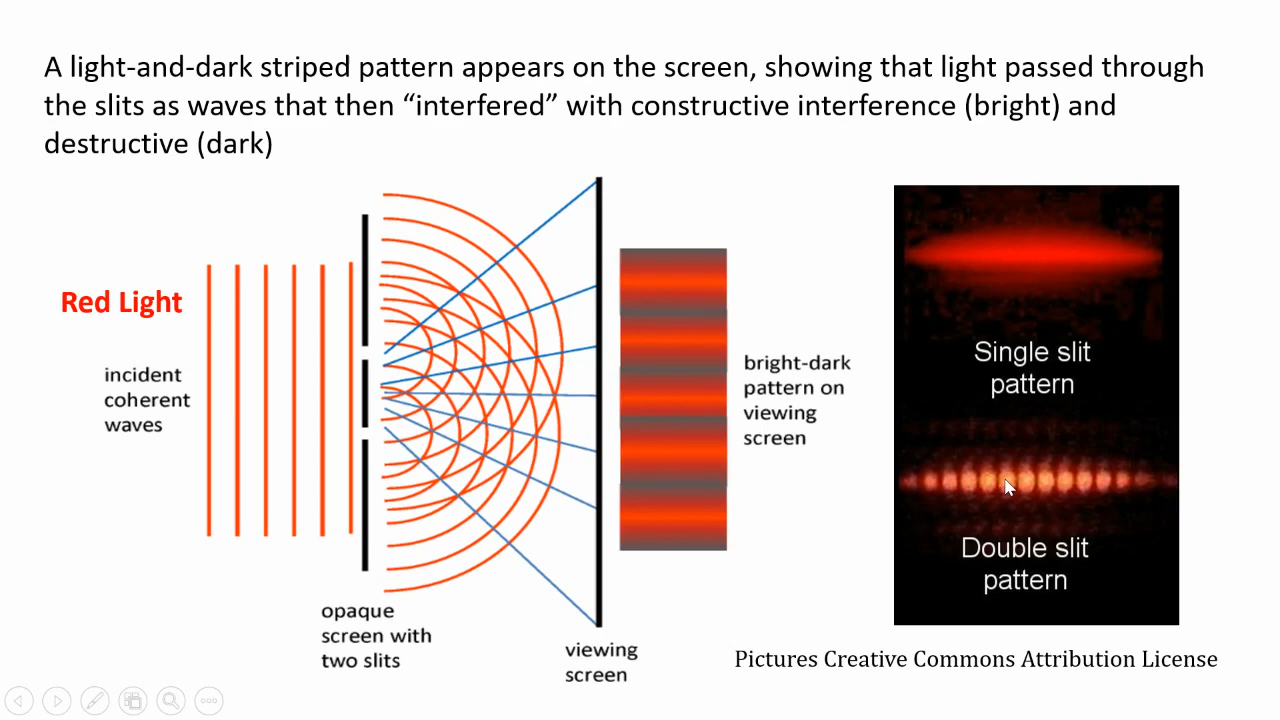 A light-and-dark striped pattern appears on the screen, showing that light passed through
the slits as waves that then “interfered” with constructive interference (bright) and
destructive (dark)
Red Light
incident
coherent
waves
opaque
screen with
two slits
viewing
screen
bright-dark
pattern on
viewing
screen
Single slit
pattern
Double slit
pattern
Pictures Creative Commons Attribution License